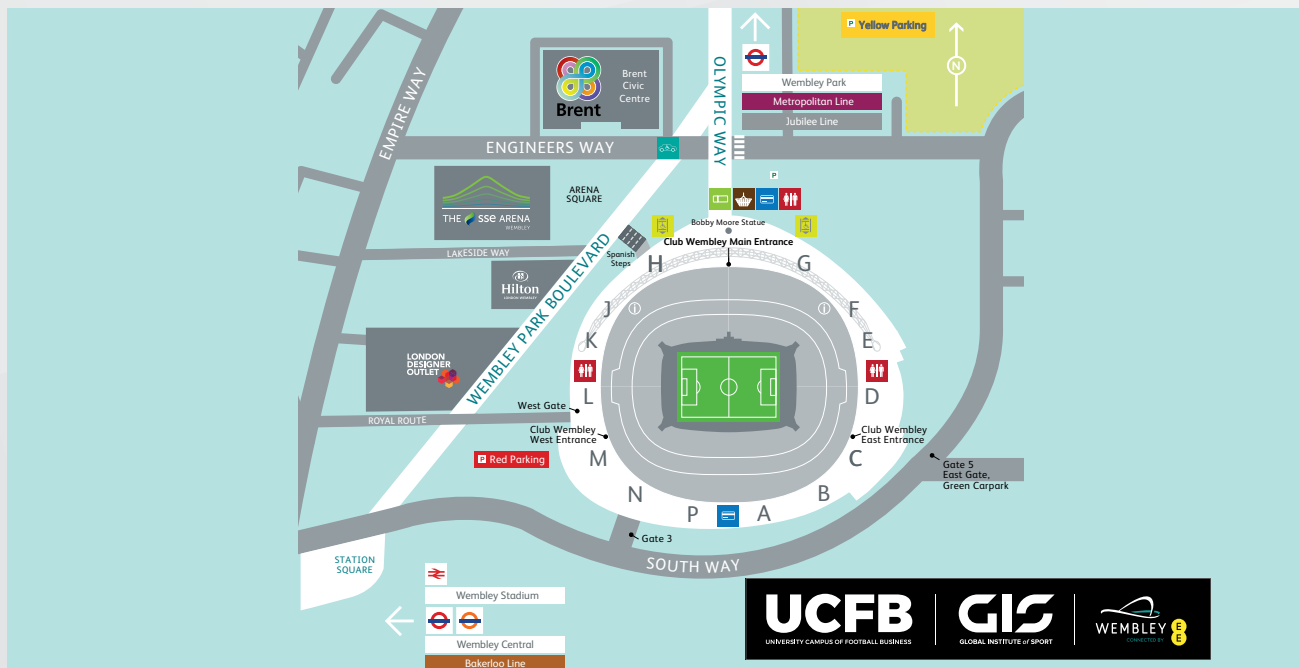 P Yellow Parking
N
Wembley Park
Metropolitan Line
Jubilee Line
OLYMPIC WAY
EMPIRE WAY
Brent
Brent
Civic
Centre
ENGINEERS WAY
THE sse ARENA
WEMBLEY
ARENA
SQUARE
P
Bobby Moore Statue
Club Wembley Main Entrance
Spanish
Steps
LAKESIDE WAY
Hilton
LONDON WEMBLEY
WEMBLEY PARK BOULEVARD
LONDON
DESIGNER
OUTLET
ROYAL ROUTE
H
G
J
F
K
E
L
D
M
C
N
B
P
A
West Gate
Club Wembley
West Entrance
Club Wembley
East Entrance
P Red Parking
Gate 5
East Gate,
Green Carpark
Gate 3
SOUTH WAY
STATION
SQUARE
Wembley Stadium
Wembley Central
Bakerloo Line
UCFB
UNIVERSITY CAMPUS OF FOOTBALL BUSINESS
GIS
GLOBAL INSTITUTE of SPORT
WEMBLEY
CONNECTED BY
EE